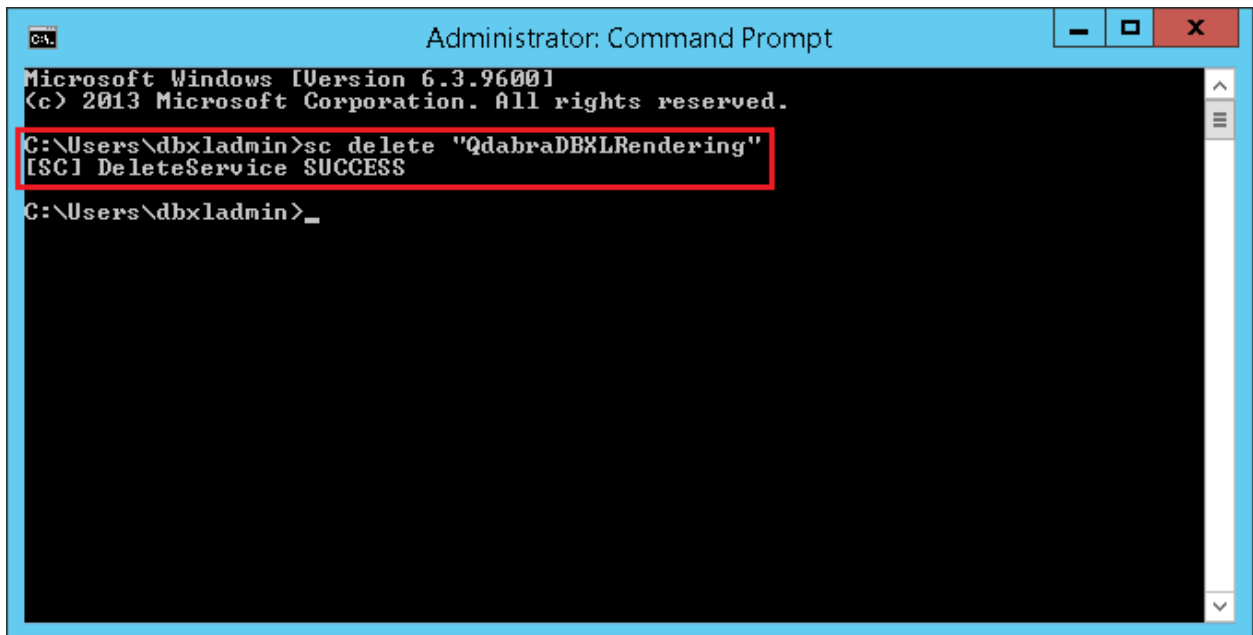 Administrator: Command Prompt
Microsoft Windows [Version 6.3.9600]
(c) 2013 Microsoft Corporation. All rights reserved.
C:\Users\dbxladmin>sc delete "QdabraDBXLRendering"
[SC] DeleteService SUCCESS
C:\Users\dbxladmin>_